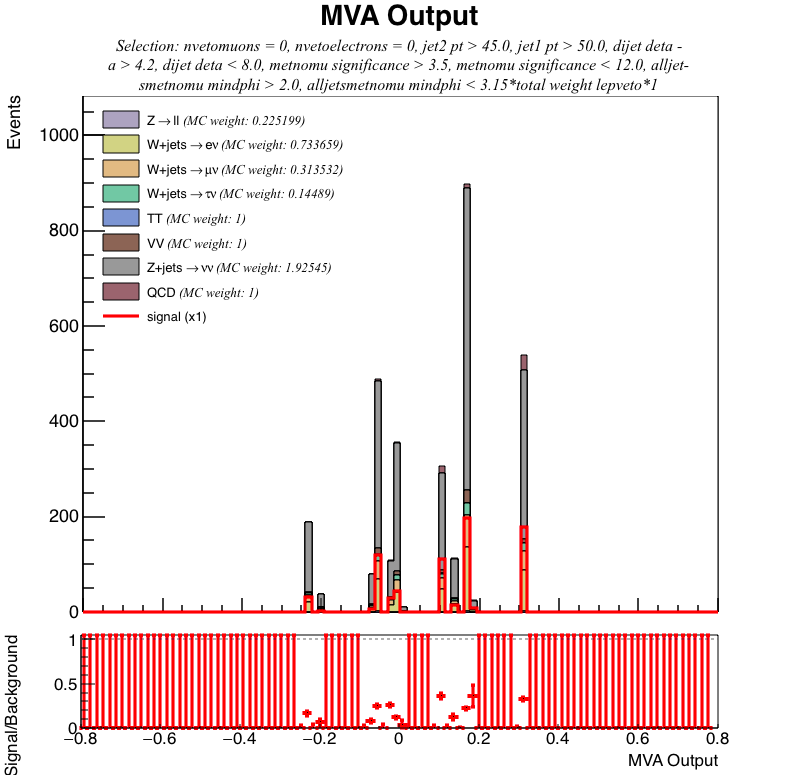 MVA Output
Selection: nvetomuons = 0, nvetoelectrons = 0, jet2 pt > 45.0, jet1 pt > 50.0, dijet deta -
a > 4.2, dijet deta < 8.0, metnomu significance > 3.5, metnomu significance < 12.0, alljet-
smetnomu mindphi > 2.0, alljetsmetnomu mindphi < 3.15*total weight lepveto*1
Events
1000
800
600
400
200
0
Z→ll (MC weight: 0.225199)
W+jets→eν (MC weight: 0.733659)
W+jets→μν (MC weight: 0.313532)
W+jets→τν (MC weight: 0.14489)
TT (MC weight: 1)
VV (MC weight: 1)
Z+jets→νν (MC weight: 1.92545)
QCD (MC weight: 1)
signal (x1)
Signal/Background
1
0.5
0
−0.8 −0.6 −0.4 −0.2 0 0.2 0.4 0.6 0.8
MVA Output